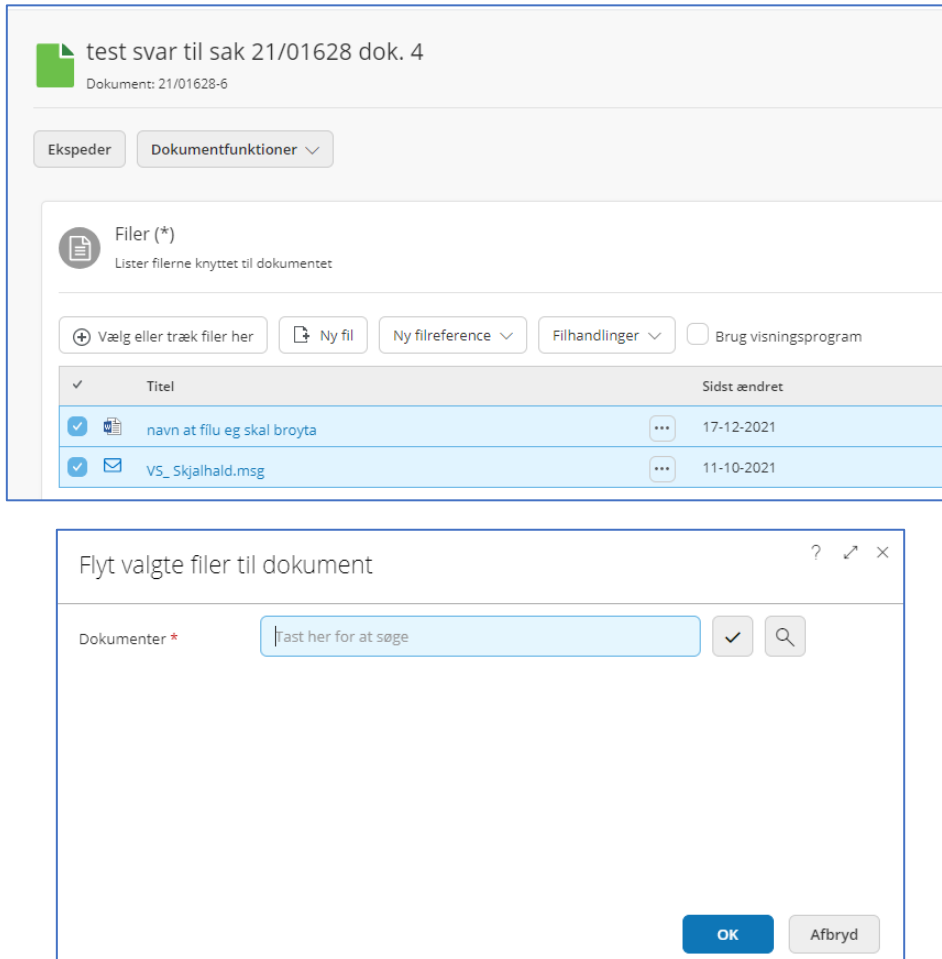 test svar til sak 21/01628 dok. 4
Dokument: 21/01628-6
Ekspeder Dokumentfunktioner
Filer (*)
Lister filerne knyttet til dokumentet
Vælg eller træk filer her Ny fil Ny filreference Filhandlinger Brug visningsprogram
Titel Sidst ændret
navn at fílu eg skal broyta ... 17-12-2021
VS_ Skjalhald.msg ... 11-10-2021
Flyt valgte filer til dokument ?
Dokumenter * Tast her for at søge
OK Afbryd